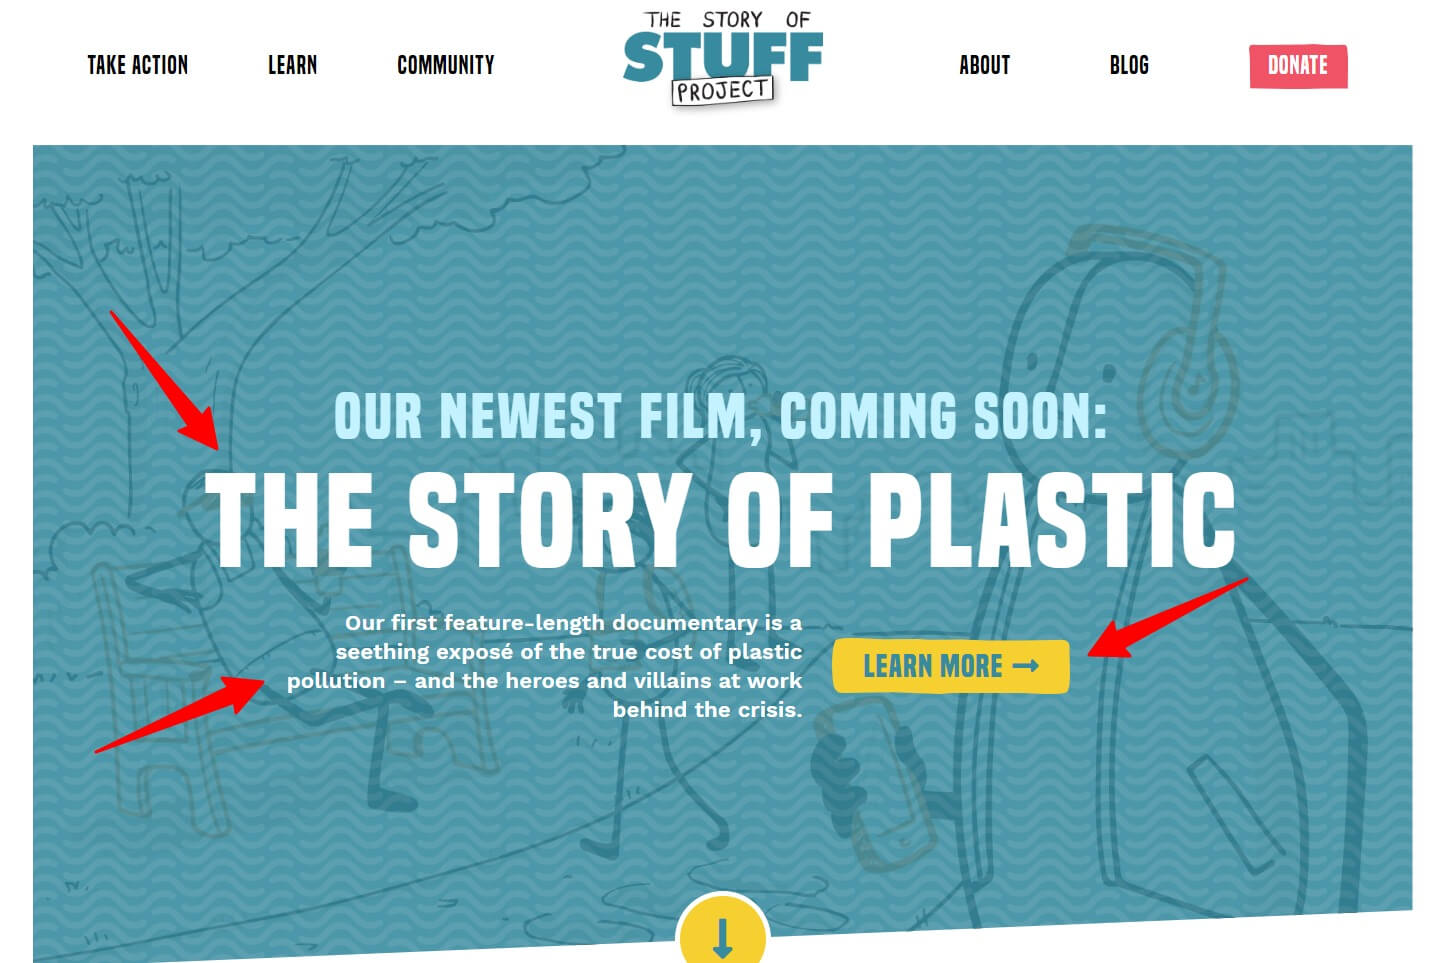 TAKE ACTION
LEARN
COMMUNITY
THE STORY OF
STUFF
PROJECT
ABOUT
BLOG
DONATE
OUR NEWEST FILM, COMING SOON:
THE STORY OF PLASTIC
Our first feature-length documentary is a
seething exposé of the true cost of plastic
pollution – and the heroes and villains at work
behind the crisis.
LEARN MORE →